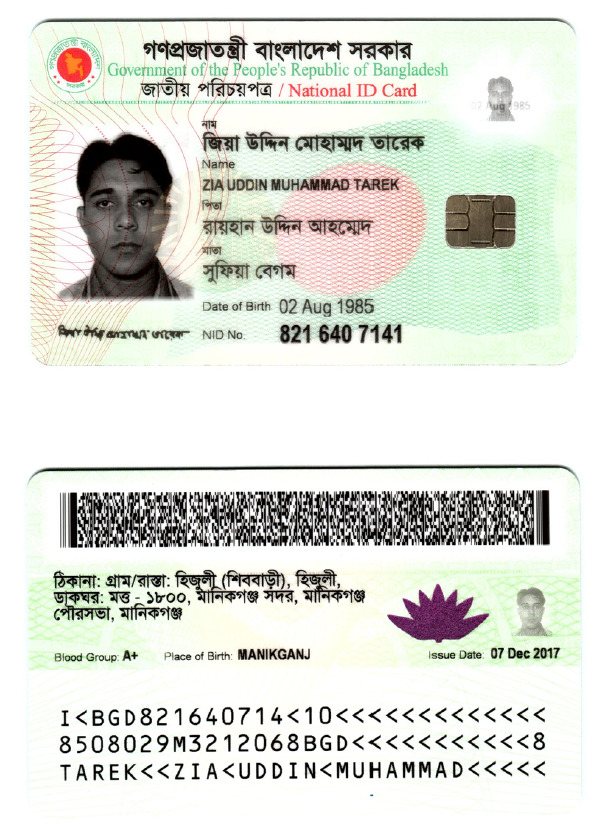 গণপ্রজাতন্ত্রী বাংলাদেশ সরকার
Government of the People's Republic of Bangladesh
জাতীয় পরিচয়পত্র / National ID Card
02 Aug 1985
নাম
জিয়া উদ্দিন মোহাম্মদ তারেক
Name
ZIA UDDIN MUHAMMAD TAREK
পিতা
রায়হান উদ্দিন আহম্মেদ
মাতা
সুফিয়া বেগম
Date of Birth 02 Aug 1985
NID No. 821 640 7141
ঠিকানা: গ্রাম/রাস্তা: হিজুলী (শিববাড়ী), হিজুলী,
ডাকঘর: মত্ত - ১৮০০, মানিকগঞ্জ সদর, মানিকগঞ্জ
পৌরসভা, মানিকগঞ্জ
Blood Group: A+ Place of Birth: MANIKGANJ Issue Date: 07 Dec 2017
I<BGD821640714<10<<<<<<<<<<<<<
8508029M3212068BGD<<<<<<<<<<<8
TAREK<<ZIA<UDDIN<MUHAMMAD<<<<<